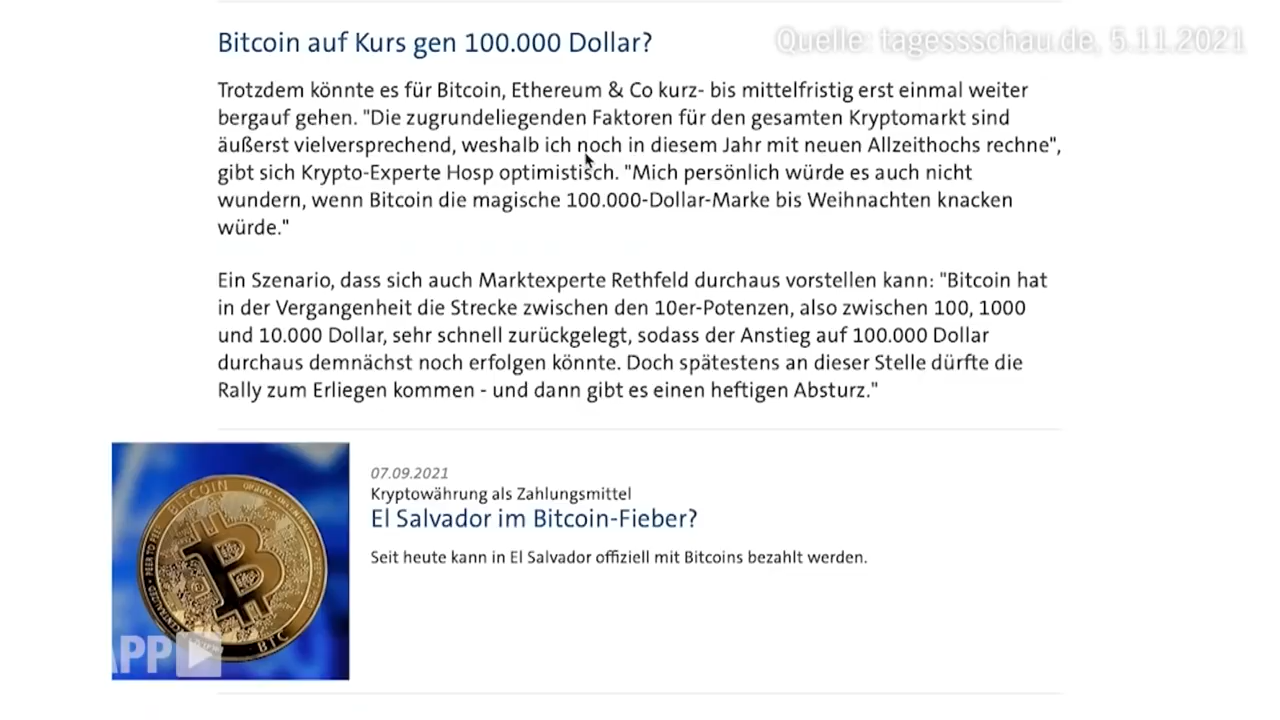 Quelle: tagessschau.de, 5.11.2021
Bitcoin auf Kurs gen 100.000 Dollar?
Trotzdem könnte es für Bitcoin, Ethereum & Co kurz- bis mittelfristig erst einmal weiter
bergauf gehen. "Die zugrundeliegenden Faktoren für den gesamten Kryptomarkt sind
äußerst vielversprechend, weshalb ich noch in diesem Jahr mit neuen Allzeithochs rechne",
gibt sich Krypto-Experte Hosp optimistisch. "Mich persönlich würde es auch nicht
wundern, wenn Bitcoin die magische 100.000-Dollar-Marke bis Weihnachten knacken
würde."
Ein Szenario, dass sich auch Marktexperte Rethfeld durchaus vorstellen kann: "Bitcoin hat
in der Vergangenheit die Strecke zwischen den 10er-Potenzen, also zwischen 100, 1000
und 10.000 Dollar, sehr schnell zurückgelegt, sodass der Anstieg auf 100.000 Dollar
durchaus demnächst noch erfolgen könnte. Doch spätestens an dieser Stelle dürfte die
Rally zum Erliegen kommen - und dann gibt es einen heftigen Absturz."
07.09.2021
Kryptowährung als Zahlungsmittel
El Salvador im Bitcoin-Fieber?
Seit heute kann in El Salvador offiziell mit Bitcoins bezahlt werden.
BITCOIN
PEER TO PEER
BTC
APP